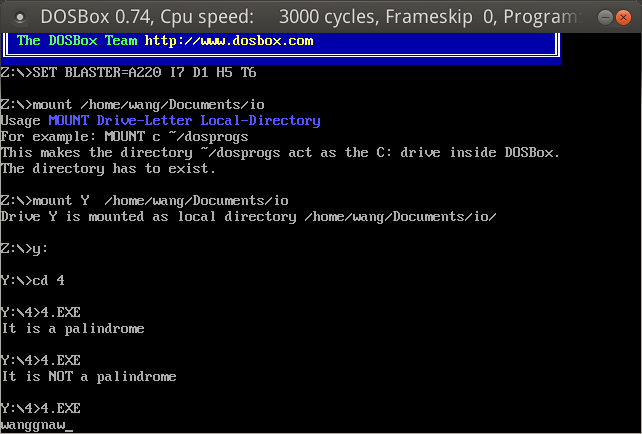 DOSBox 0.74, Cpu speed: 3000 cycles, Frameskip 0, Program
The DOSBox Team http://www.dosbox.com
Z:\>SET BLASTER=A220 I7 D1 H5 T6
Z:\>mount /home/wang/Documents/io
Usage MOUNT Drive-Letter Local-Directory
For example: MOUNT c ~/dosprogs
This makes the directory ~/dosprogs act as the C: drive inside DOSBox.
The directory has to exist.
Z:\>mount Y  /home/wang/Documents/io
Drive Y is mounted as local directory /home/wang/Documents/io/
Z:\>y:
Y:\>cd 4
Y:\4>4.EXE
It is a palindrome
Y:\4>4.EXE
It is NOT a palindrome
Y:\4>4.EXE
wanggnaw_